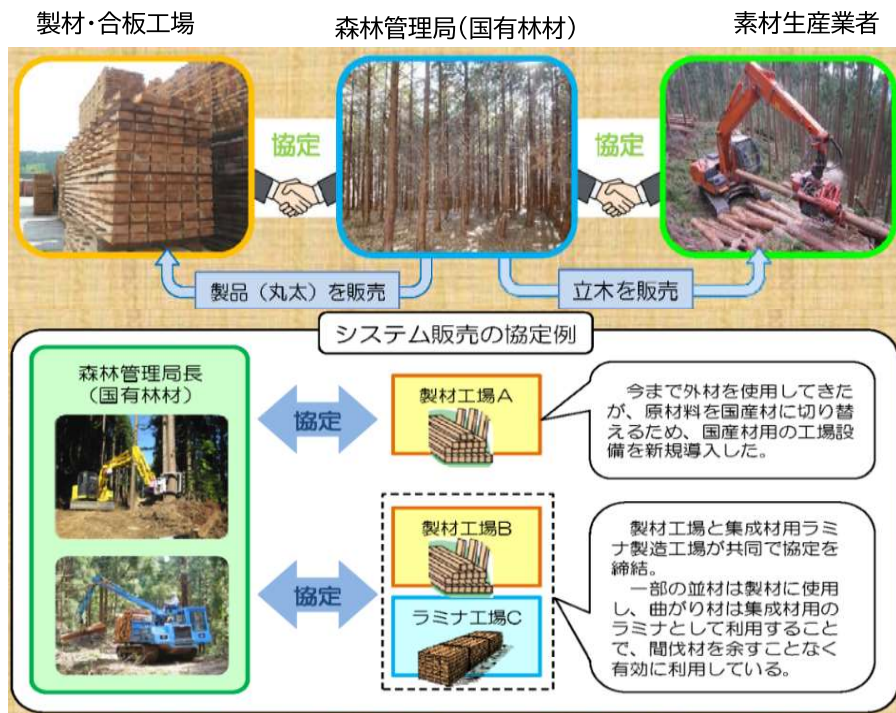 製材・合板工場
森林管理局(国有林材)
素材生産業者
協定
協定
製品(丸太)を販売
立木を販売
システム販売の協定例
森林管理局長
(国有林材)
協定
製材工場A
今まで外材を使用してきた
が、原材料を国産材に切り替
えるため、国産材用の工場設
備を新規導入した。
協定
製材工場B
ラミナ工場C
製材工場と集成材用ラミ
ナ製造工場が共同で協定を
締結。
一部の並材は製材に使用
し、曲がり材は集成材用の
ラミナとして利用すること
で、間伐材を余すことなく
有効に利用している。